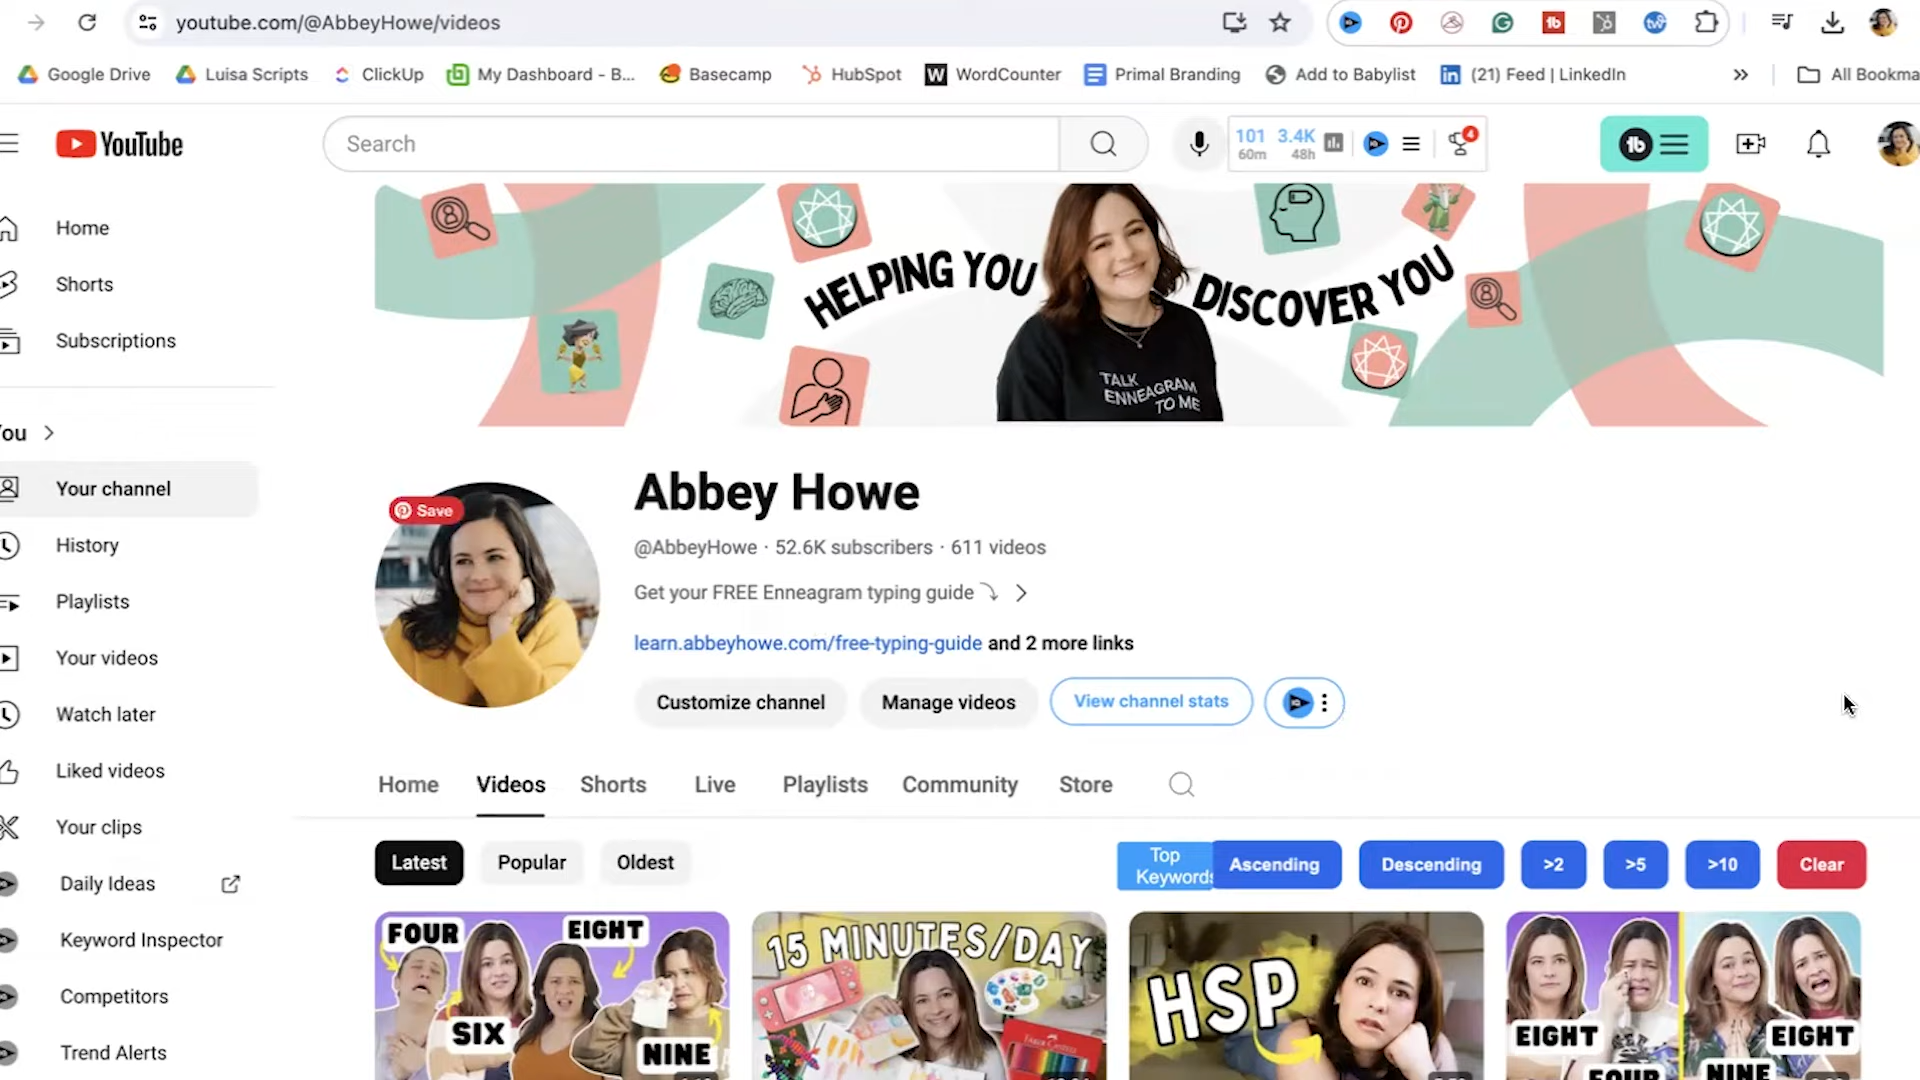 youtube.com/@AbbeyHowe/videos
Google Drive
Luisa Scripts
ClickUp
My Dashboard - B...
Basecamp
HubSpot
W WordCounter
Primal Branding
Add to Babylist
in (21) Feed | LinkedIn
»
All Bookma
YouTube
Search
101 60m
3.4K 48h
4
Home
Shorts
Subscriptions
ou
Your channel
History
Playlists
Your videos
Watch later
Liked videos
Your clips
Daily Ideas
Keyword Inspector
Competitors
Trend Alerts
HELPING YOU
DISCOVER YOU
TALK
ENNEAGRAM
TO ME
Save
Abbey Howe
@AbbeyHowe · 52.6K subscribers · 611 videos
Get your FREE Enneagram typing guide
learn.abbeyhowe.com/free-typing-guide and 2 more links
Customize channel
Manage videos
View channel stats
Home
Videos
Shorts
Live
Playlists
Community
Store
Latest
Popular
Oldest
Top
Keywords
Ascending
Descending
>2
>5
>10
Clear
FOUR
EIGHT
SIX
NINE
15 MINUTES/DAY
HSP
EIGHT
EIGHT
FOUR
NINE